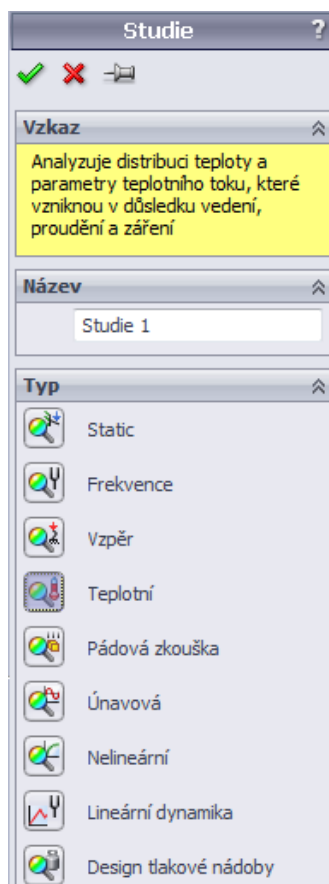 Studie ?
Vzkaz
Analyzuje distribuci teploty a
parametry teplotního toku, které
vzniknou v důsledku vedení,
proudění a záření
Název
Studie 1
Typ
Static
Frekvence
Vzpěr
Teplotní
Pádová zkouška
Únavová
Nelineární
Lineární dynamika
Design tlakové nádoby